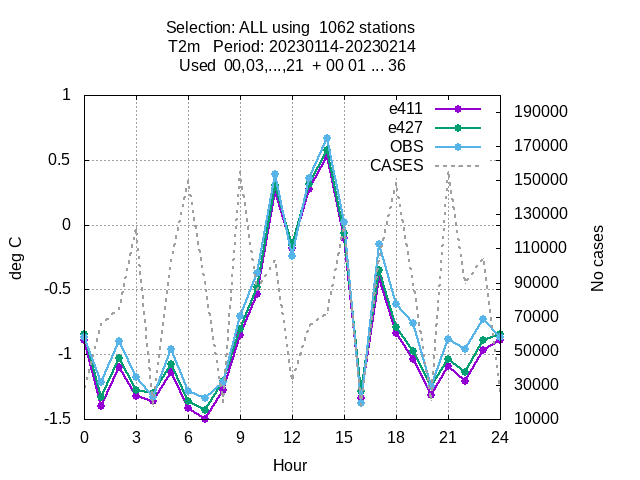 Selection: ALL using  1062 stations
T2m   Period: 20230114-20230214
Used  00,03,...,21  + 00 01 ... 36
1
0.5
0
-0.5
-1
-1.5
deg C
e411
e427
OBS
CASES
190000
170000
150000
130000
110000
90000
70000
50000
30000
10000
No cases
0 3 6 9 12 15 18 21 24
Hour